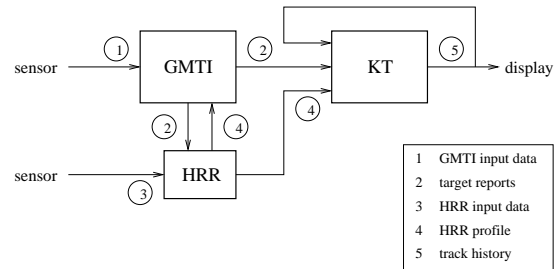 1 2 5
sensor GMTI KT display
2 4 4
sensor HRR
3
1 GMTI input data
2 target reports
3 HRR input data
4 HRR profile
5 track history